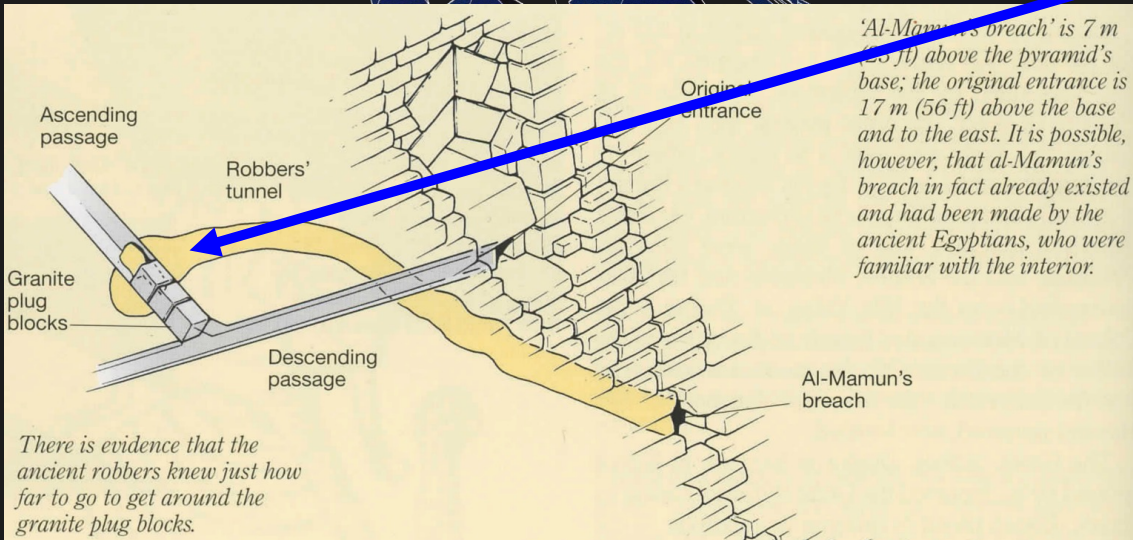 'Al-Mamun's breach' is 7 m
(23 ft) above the pyramid's
base; the original entrance is
17 m (56 ft) above the base
and to the east. It is possible,
however, that al-Mamun's
breach in fact already existed
and had been made by the
ancient Egyptians, who were
familiar with the interior.
Original
entrance
Ascending
passage
Robbers'
tunnel
Granite
plug
blocks
Descending
passage
Al-Mamun's
breach
There is evidence that the
ancient robbers knew just how
far to go to get around the
granite plug blocks.